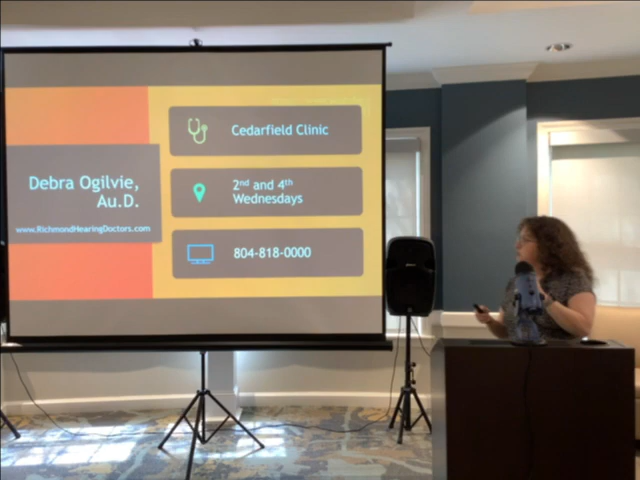 Debra Ogilvie,
Au.D.
www.RichmondHearingDoctors.com
Cedarfield Clinic
2nd and 4th
Wednesdays
804-818-0000